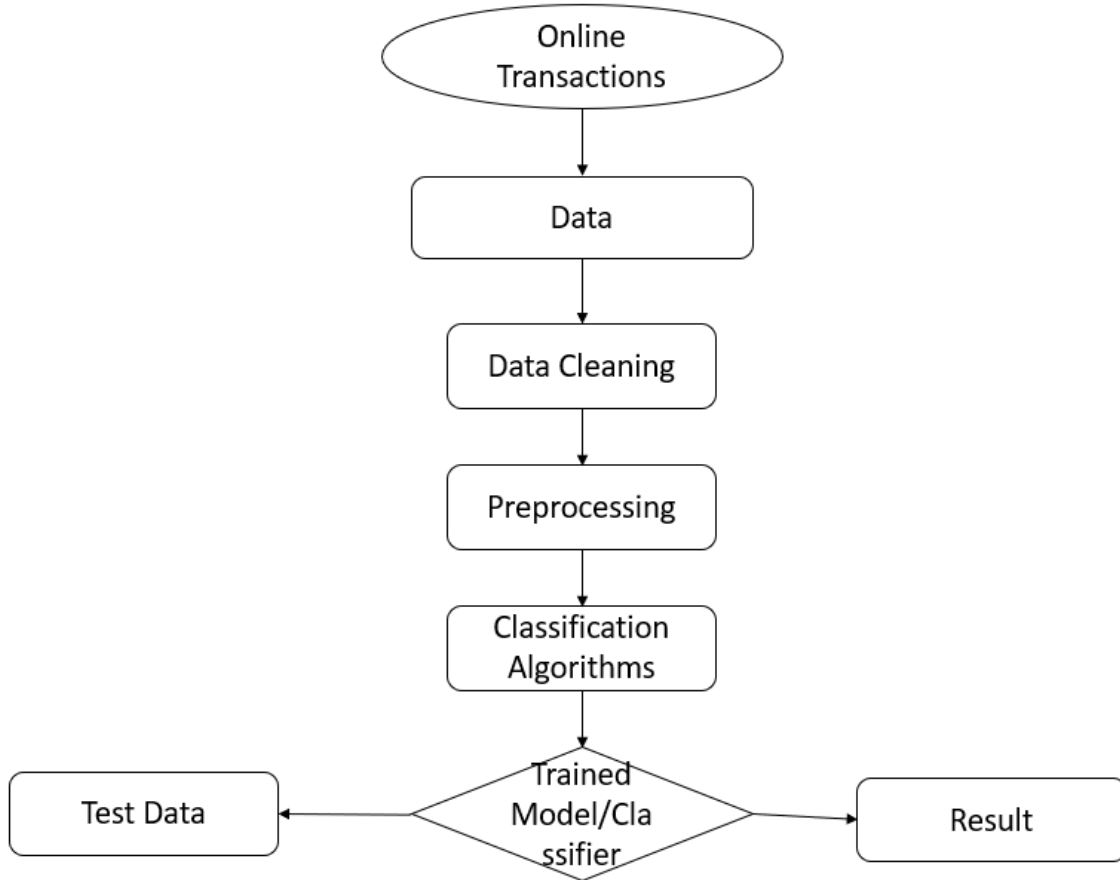 Online
Transactions
Data
Data Cleaning
Preprocessing
Classification
Algorithms
Trained
Model/Cla
ssifier
Test Data
Result